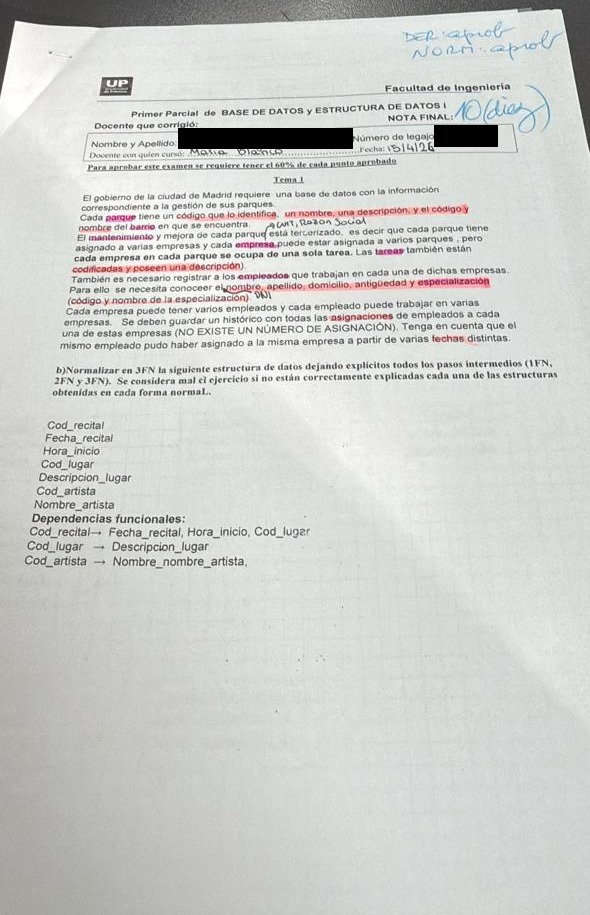 DER: aprob
NORM: aprob
UP
Facultad de Ingeniería
Primer Parcial de BASE DE DATOS y ESTRUCTURA DE DATOS I
Docente que corrigió:
NOTA FINAL: 10 (diez)
Nombre y Apellido:
Número de legajo
Docente con quien cursó: María Blanco
Fecha: 15/4/26
Para aprobar este examen se requiere tener el 60% de cada punto aprobado
Tema 1
El gobierno de la ciudad de Madrid requiere una base de datos con la información
correspondiente a la gestión de sus parques.
Cada parque tiene un código que lo identifica, un nombre, una descripción, y el código y
nombre del barrio en que se encuentra.
CUIT, Razon Social
El mantenimiento y mejora de cada parque está tercerizado, es decir que cada parque tiene
asignado a varias empresas y cada empresa puede estar asignada a varios parques , pero
cada empresa en cada parque se ocupa de una sola tarea. Las tareas también están
codificadas y poseen una descripción).
También es necesario registrar a los empleados que trabajan en cada una de dichas empresas.
Para ello se necesita conocer el nombre, apellido, domicilio, antigüedad y especialización
(código y nombre de la especialización). DNI
Cada empresa puede tener varios empleados y cada empleado puede trabajar en varias
empresas. Se deben guardar un histórico con todas las asignaciones de empleados a cada
una de estas empresas (NO EXISTE UN NÚMERO DE ASIGNACIÓN). Tenga en cuenta que el
mismo empleado pudo haber asignado a la misma empresa a partir de varias fechas distintas.
b)Normalizar en 3FN la siguiente estructura de datos dejando explícitos todos los pasos intermedios (1FN,
2FN y 3FN). Se considera mal el ejercicio si no están correctamente explicadas cada una de las estructuras
obtenidas en cada forma normaL.
Cod_recital
Fecha_recital
Hora_inicio
Cod_lugar
Descripcion_lugar
Cod_artista
Nombre_artista
Dependencias funcionales:
Cod_recital→ Fecha_recital, Hora_inicio, Cod_lugar
Cod_lugar → Descripcion_lugar
Cod_artista → Nombre_nombre_artista,